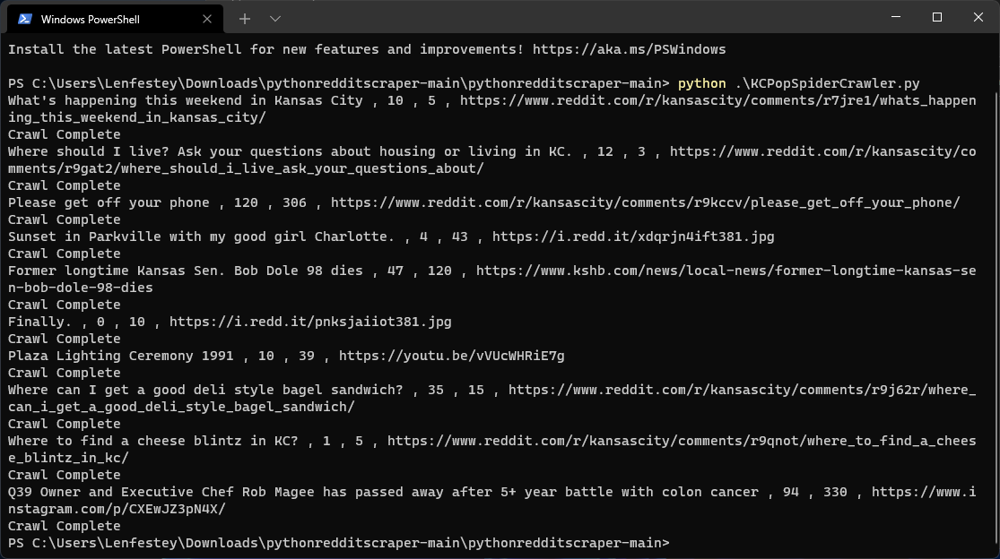 Windows PowerShell
Install the latest PowerShell for new features and improvements! https://aka.ms/PSWindows
PS C:\Users\Lenfestey\Downloads\pythonredditscraper-main\pythonredditscraper-main> python .\KCPopSpiderCrawler.py
What's happening this weekend in Kansas City , 10 , 5 , https://www.reddit.com/r/kansascity/comments/r7jre1/whats_happen
ing_this_weekend_in_kansas_city/
Crawl Complete
Where should I live? Ask your questions about housing or living in KC. , 12 , 3 , https://www.reddit.com/r/kansascity/co
mments/r9gat2/where_should_i_live_ask_your_questions_about/
Crawl Complete
Please get off your phone , 120 , 306 , https://www.reddit.com/r/kansascity/comments/r9kccv/please_get_off_your_phone/
Crawl Complete
Sunset in Parkville with my good girl Charlotte. , 4 , 43 , https://i.redd.it/xdqrjn4ift381.jpg
Crawl Complete
Former longtime Kansas Sen. Bob Dole 98 dies , 47 , 120 , https://www.kshb.com/news/local-news/former-longtime-kansas-se
n-bob-dole-98-dies
Crawl Complete
Finally. , 0 , 10 , https://i.redd.it/pnksjaiiot381.jpg
Crawl Complete
Plaza Lighting Ceremony 1991 , 10 , 39 , https://youtu.be/vVUcWHRiE7g
Crawl Complete
Where can I get a good deli style bagel sandwich? , 35 , 15 , https://www.reddit.com/r/kansascity/comments/r9j62r/where_
can_i_get_a_good_deli_style_bagel_sandwich/
Crawl Complete
Where to find a cheese blintz in KC? , 1 , 5 , https://www.reddit.com/r/kansascity/comments/r9qnot/where_to_find_a_chees
e_blintz_in_kc/
Crawl Complete
Q39 Owner and Executive Chef Rob Magee has passed away after 5+ year battle with colon cancer , 94 , 330 , https://www.i
nstagram.com/p/CXEwJZ3pN4X/
Crawl Complete
PS C:\Users\Lenfestey\Downloads\pythonredditscraper-main\pythonredditscraper-main>